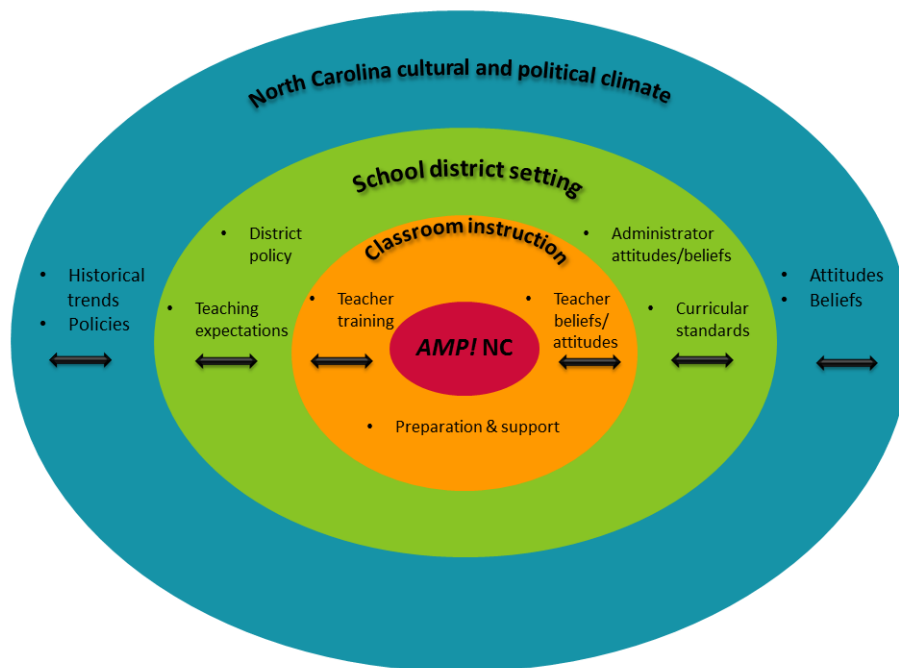 North Carolina cultural and political climate
School district setting
Classroom instruction
• District
policy
• Administrator
attitudes/beliefs
• Historical
trends
• Policies
• Teaching
expectations
• Teacher
training
AMP! NC
• Teacher
beliefs/
attitudes
• Curricular
standards
• Attitudes
• Beliefs
• Preparation & support